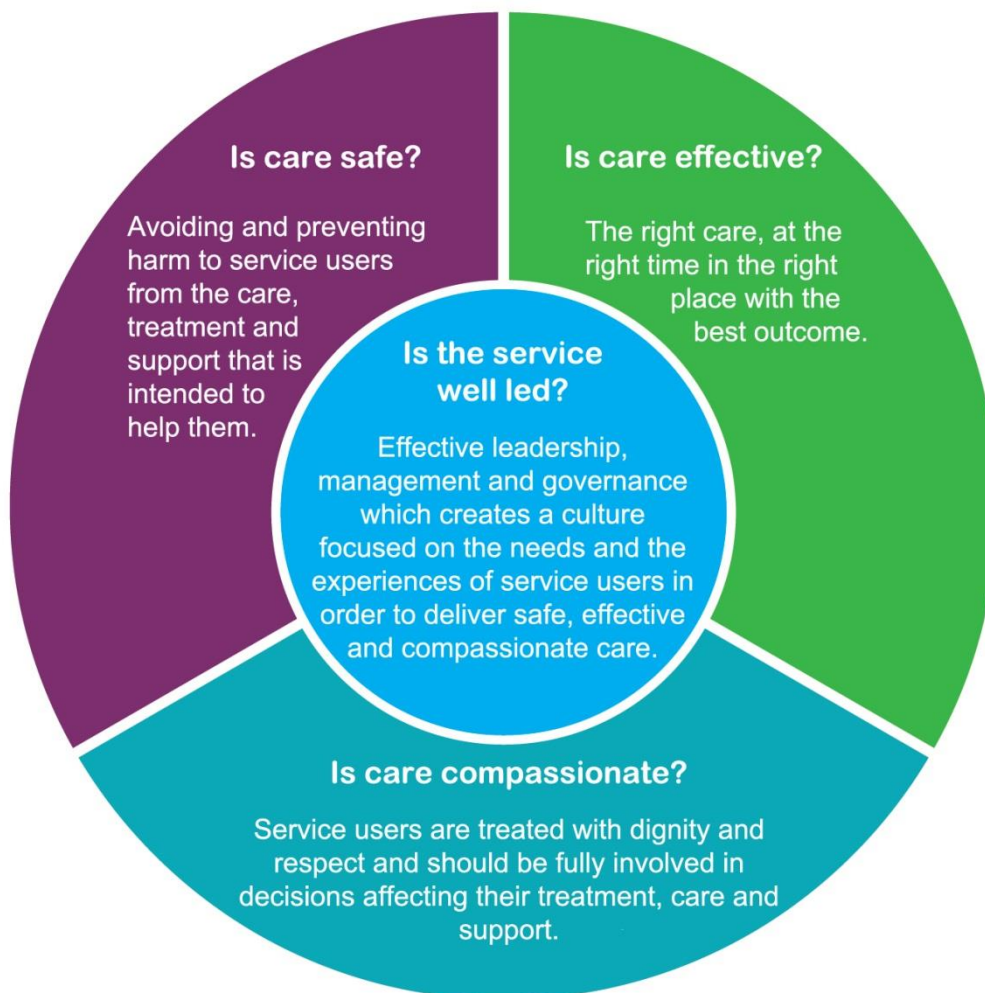 Is care safe?
Avoiding and preventing
harm to service users
from the care,
treatment and
support that is
intended to
help them.
Is care effective?
The right care, at the
right time in the right
place with the
best outcome.
Is the service
well led?
Effective leadership,
management and governance
which creates a culture
focused on the needs and the
experiences of service users in
order to deliver safe, effective
and compassionate care.
Is care compassionate?
Service users are treated with dignity and
respect and should be fully involved in
decisions affecting their treatment, care and
support.